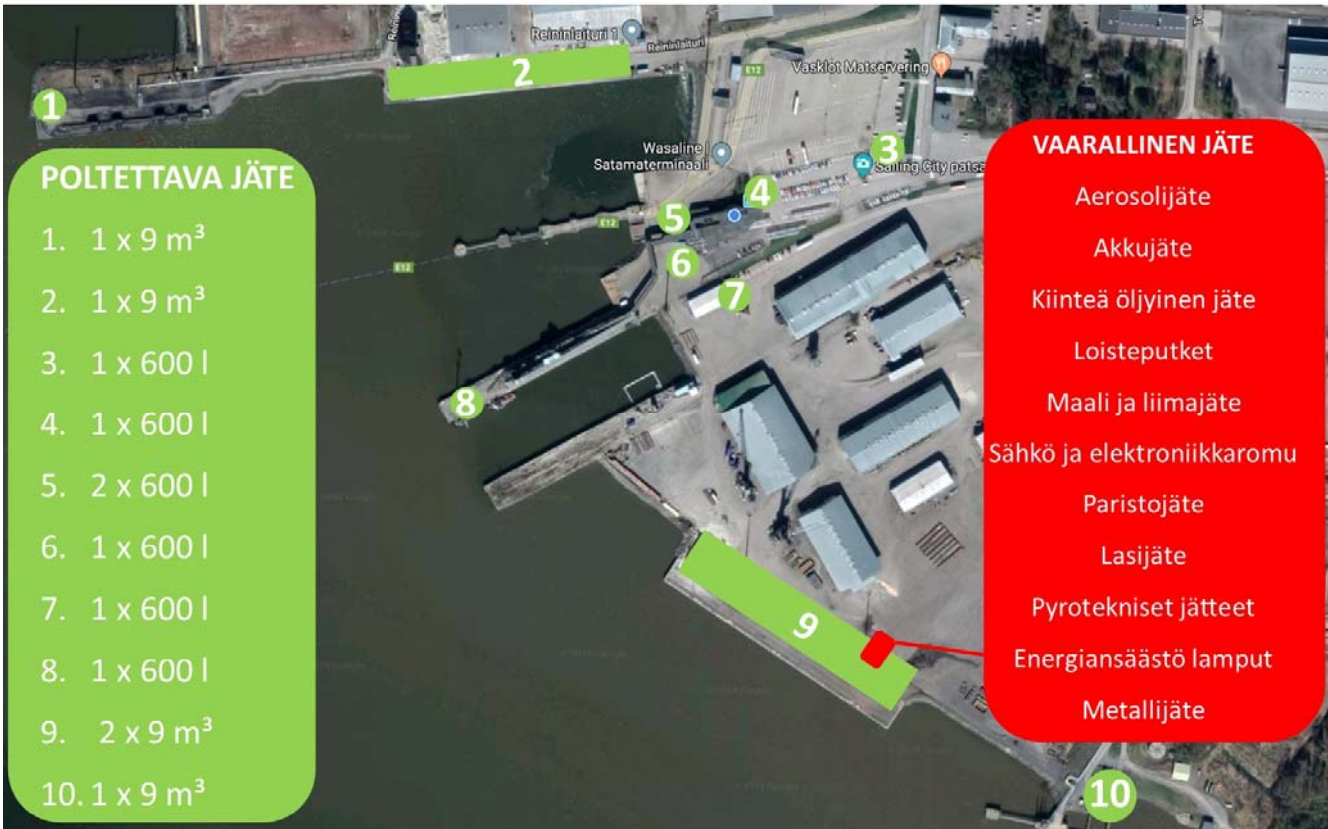 Reininlaituri 1
Reininlaituri
2
E12
Vasklot Matservering
1
Wasaline
Satamaterminaali
3
Sailing City patsa
4
5
E12
6
E12
7
8
9
10
POLTETTAVA JÄTE
1. 1 x 9 m³
2. 1 x 9 m³
3. 1 x 600 l
4. 1 x 600 l
5. 2 x 600 l
6. 1 x 600 l
7. 1 x 600 l
8. 1 x 600 l
9. 2 x 9 m³
10. 1 x 9 m³
VAARALLINEN JÄTE
Aerosolijäte
Akkujäte
Kiinteä öljyinen jäte
Loisteputket
Maali ja liimajäte
Sähkö ja elektroniikkaromu
Paristojäte
Lasijäte
Pyrotekniset jätteet
Energiansäästö lamput
Metallijäte